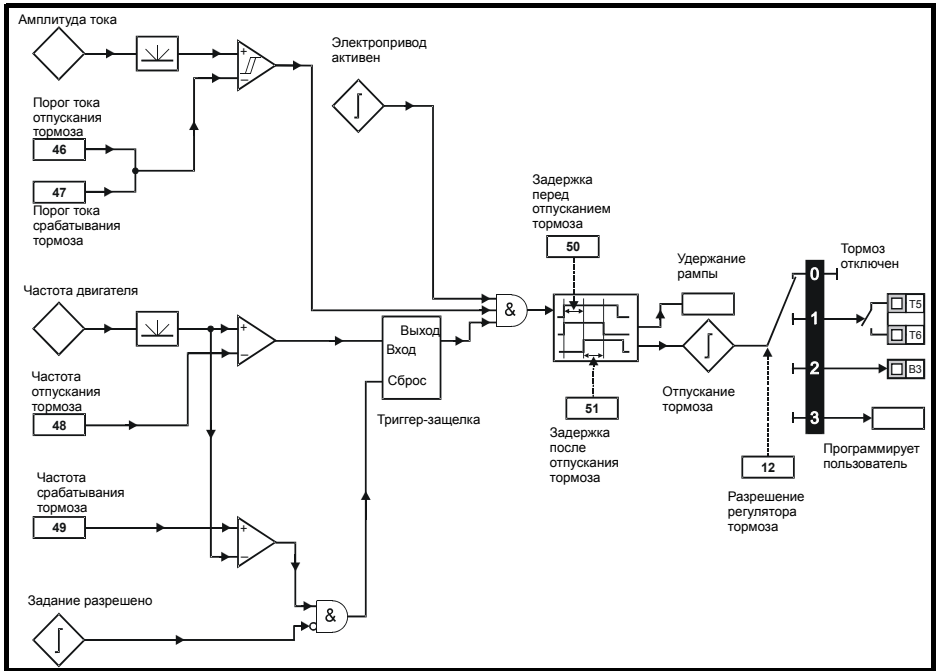 Амплитуда тока
+
−
Порог тока
отпускания
тормоза
46
47
Порог тока
срабатывания
тормоза
Электропривод
активен
Частота двигателя
+
−
Частота
отпускания
тормоза
48
Выход
Вход
Сброс
Триггер-защелка
&
Частота
срабатывания
тормоза
49
+
−
Задание разрешено
&
Задержка
перед
отпусканием
тормоза
50
51
Задержка
после
отпускания
тормоза
Удержание
рампы
Отпускание
тормоза
12
Разрешение
регулятора
тормоза
0
1
2
3
Тормоз
отключен
T5
T6
B3
Программирует
пользователь